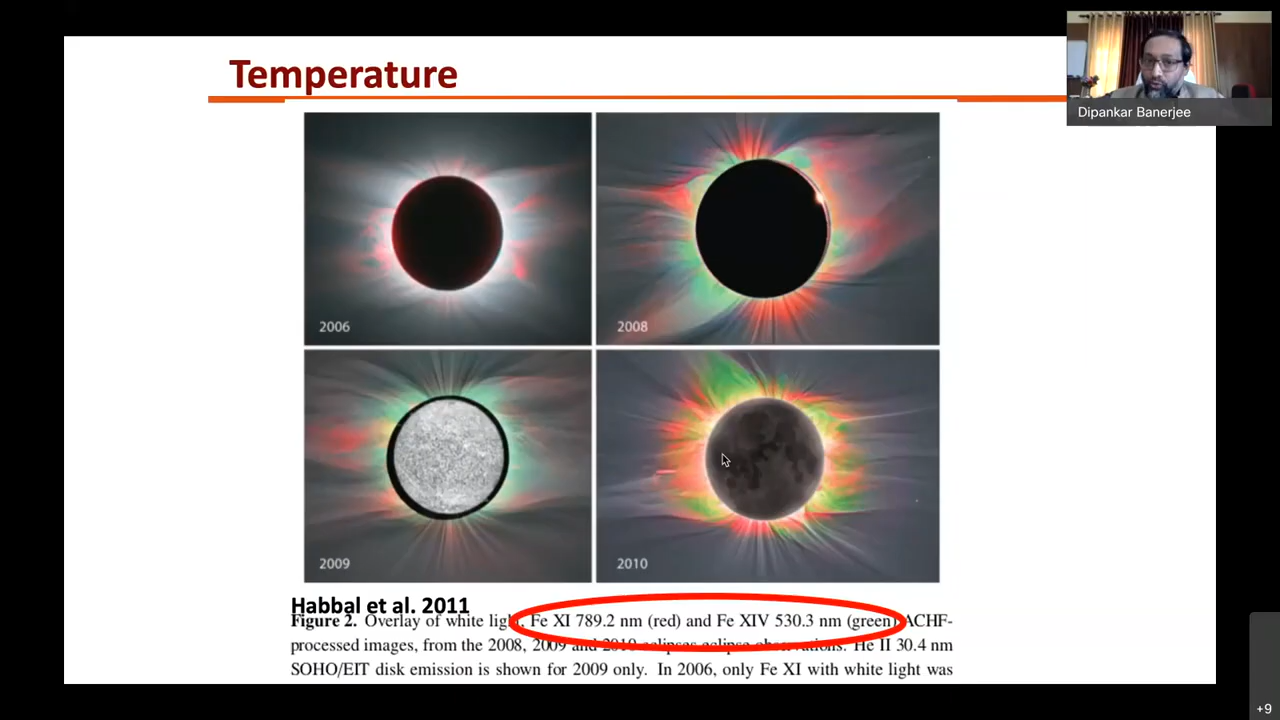 Temperature
Dipankar Banerjee
2006
2008
2009
2010
Habbal et al. 2011
Figure 2. Overlay of white light, Fe XI 789.2 nm (red) and Fe XIV 530.3 nm (green) ACHF-
processed images, from the 2008, 2009 and 2010 eclipses eclipse observations. He II 30.4 nm
SOHO/EIT disk emission is shown for 2009 only. In 2006, only Fe XI with white light was
+9